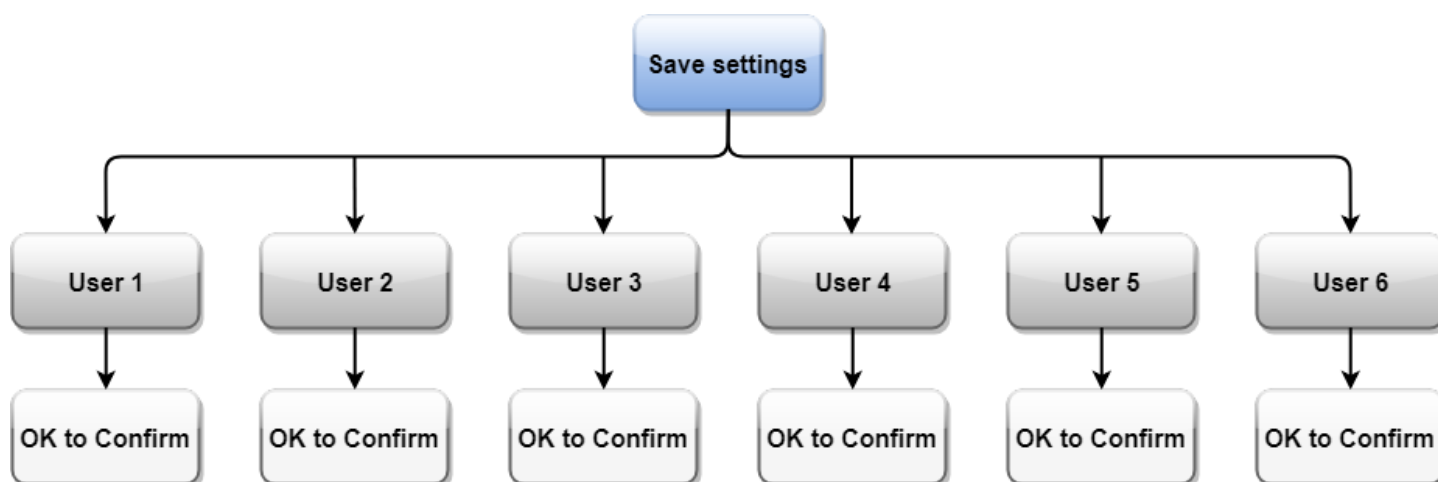 Save settings
User 1
User 2
User 3
User 4
User 5
User 6
OK to Confirm
OK to Confirm
OK to Confirm
OK to Confirm
OK to Confirm
OK to Confirm